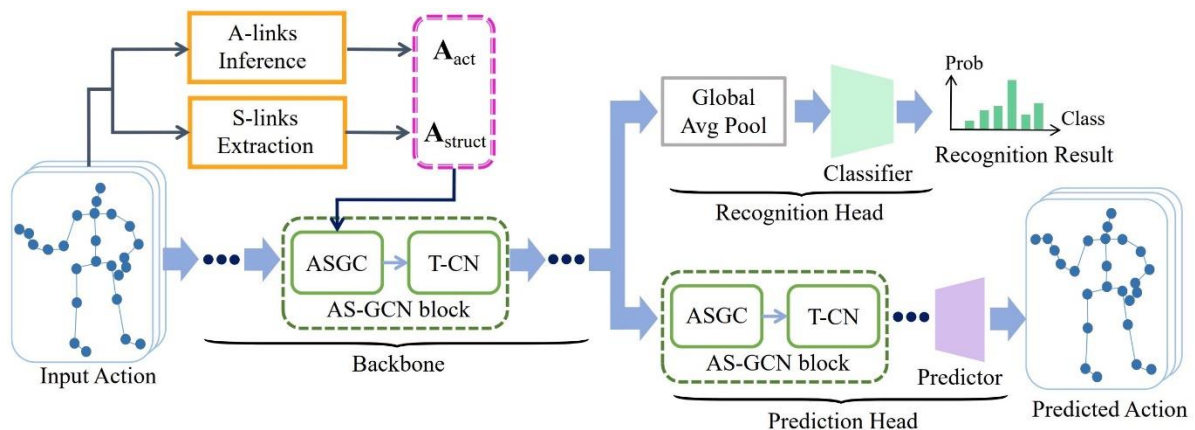 A-links
Inference
S-links
Extraction
A_act
A_struct
Input Action
ASGC
T-CN
AS-GCN block
Backbone
Global
Avg Pool
Classifier
Recognition Head
Prob
Class
Recognition Result
ASGC
T-CN
AS-GCN block
Predictor
Prediction Head
Predicted Action